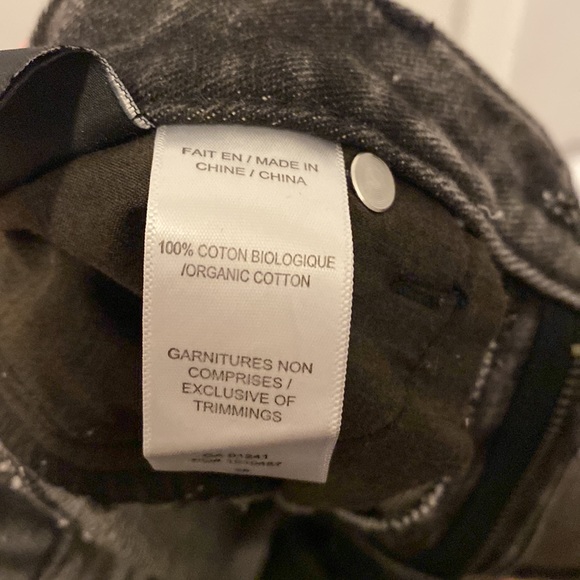 FAIT EN / MADE IN
CHINE / CHINA
100% COTON BIOLOGIQUE
/ORGANIC COTTON
GARNITURES NON
COMPRISES /
EXCLUSIVE OF
TRIMMINGS